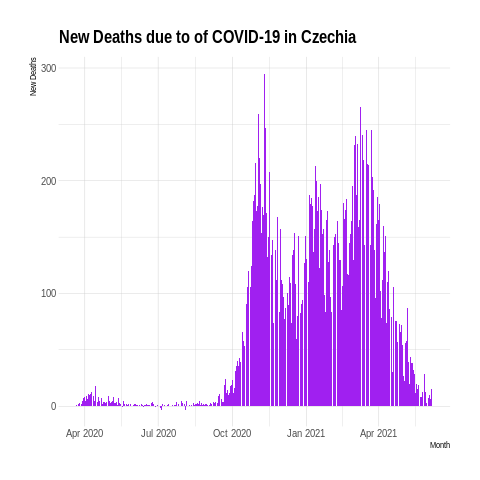 New Deaths due to of COVID-19 in Czechia
New Deaths
300
200
100
0
Apr 2020 Jul 2020 Oct 2020 Jan 2021 Apr 2021
Month